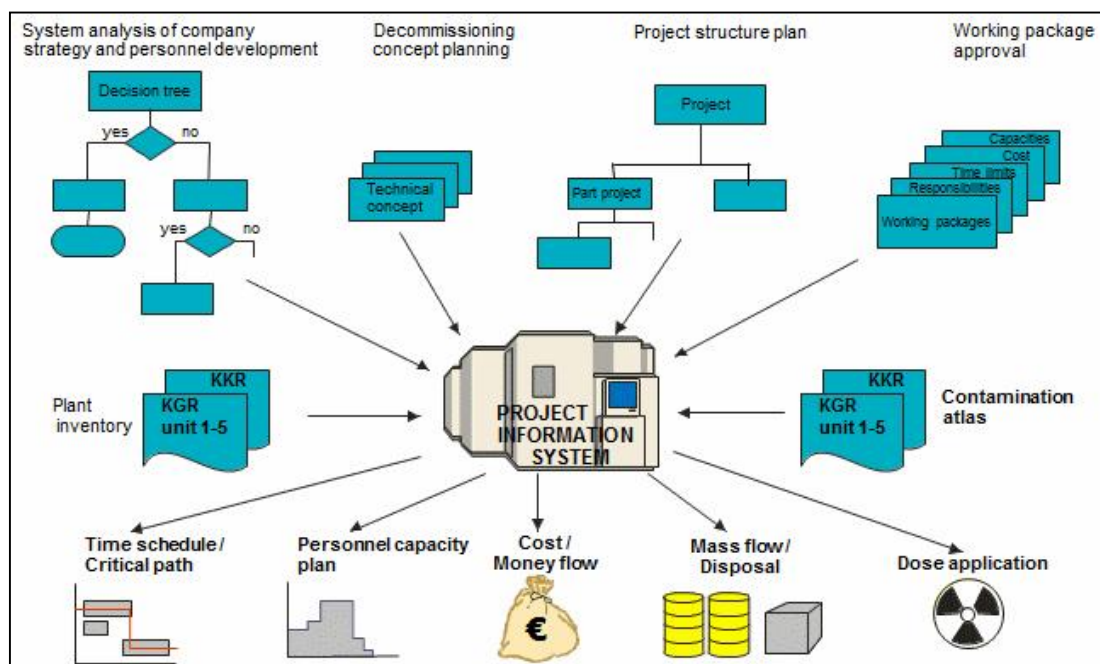 System analysis of company
strategy and personnel development
Decommissioning
concept planning
Project structure plan
Working package
approval
Decision tree
yes
no
yes
no
Technical
concept
Project
Part project
Capacities
Cost
Time limits
Responsibilities
Working packages
Plant
inventory
KKR
KGR
unit 1-5
PROJECT
INFORMATION
SYSTEM
KKR
KGR
unit 1-5
Contamination
atlas
Time schedule /
Critical path
Personnel capacity
plan
Cost /
Money flow
€
Mass flow /
Disposal
Dose application